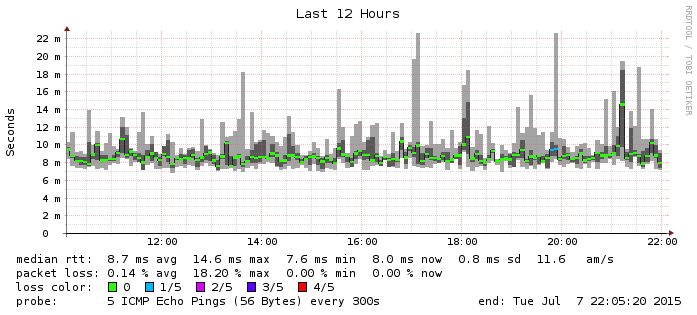 Last 12 Hours
RRDTOOL / TOBI OETIKER
Seconds
22 m
20 m
18 m
16 m
14 m
12 m
10 m
8 m
6 m
4 m
2 m
0
12:00 14:00 16:00 18:00 20:00 22:00
median rtt: 8.7 ms avg 14.6 ms max 7.6 ms min 8.0 ms now 0.8 ms sd 11.6 am/s
packet loss: 0.14 % avg 18.20 % max 0.00 % min 0.00 % now
loss color: 0 1/5 2/5 3/5 4/5
probe: 5 ICMP Echo Pings (56 Bytes) every 300s end: Tue Jul 7 22:05:20 2015